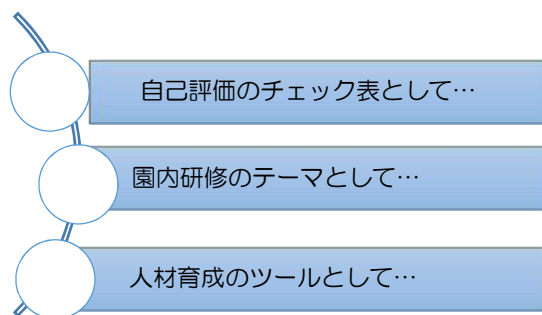 自己評価のチェック表として…
園内研修のテーマとして…
人材育成のツールとして…